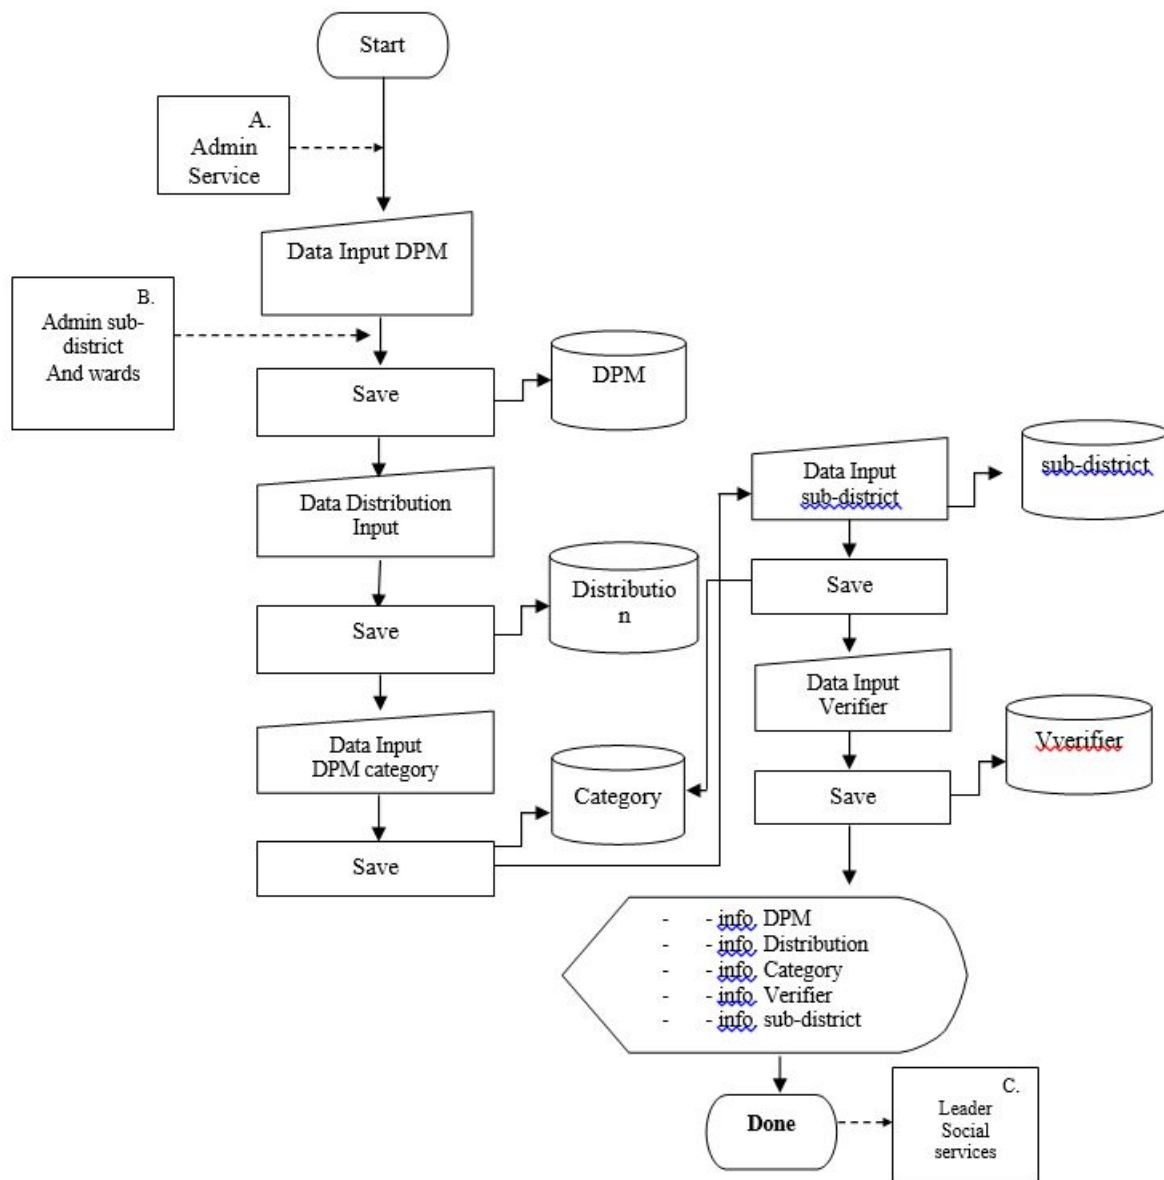 Start
A.
Admin
Service
Data Input DPM
B.
Admin sub-
district
And wards
Save
DPM
Data Distribution
Input
Save
Distributio
n
Data Input
DPM category
Save
Category
Data Input
sub-district
sub-district
Save
Data Input
Verifier
Vverifier
Save
- - info DPM
- - info Distribution
- - info Category
- - info Verifier
- - info sub-district
Done
C.
Leader
Social
services